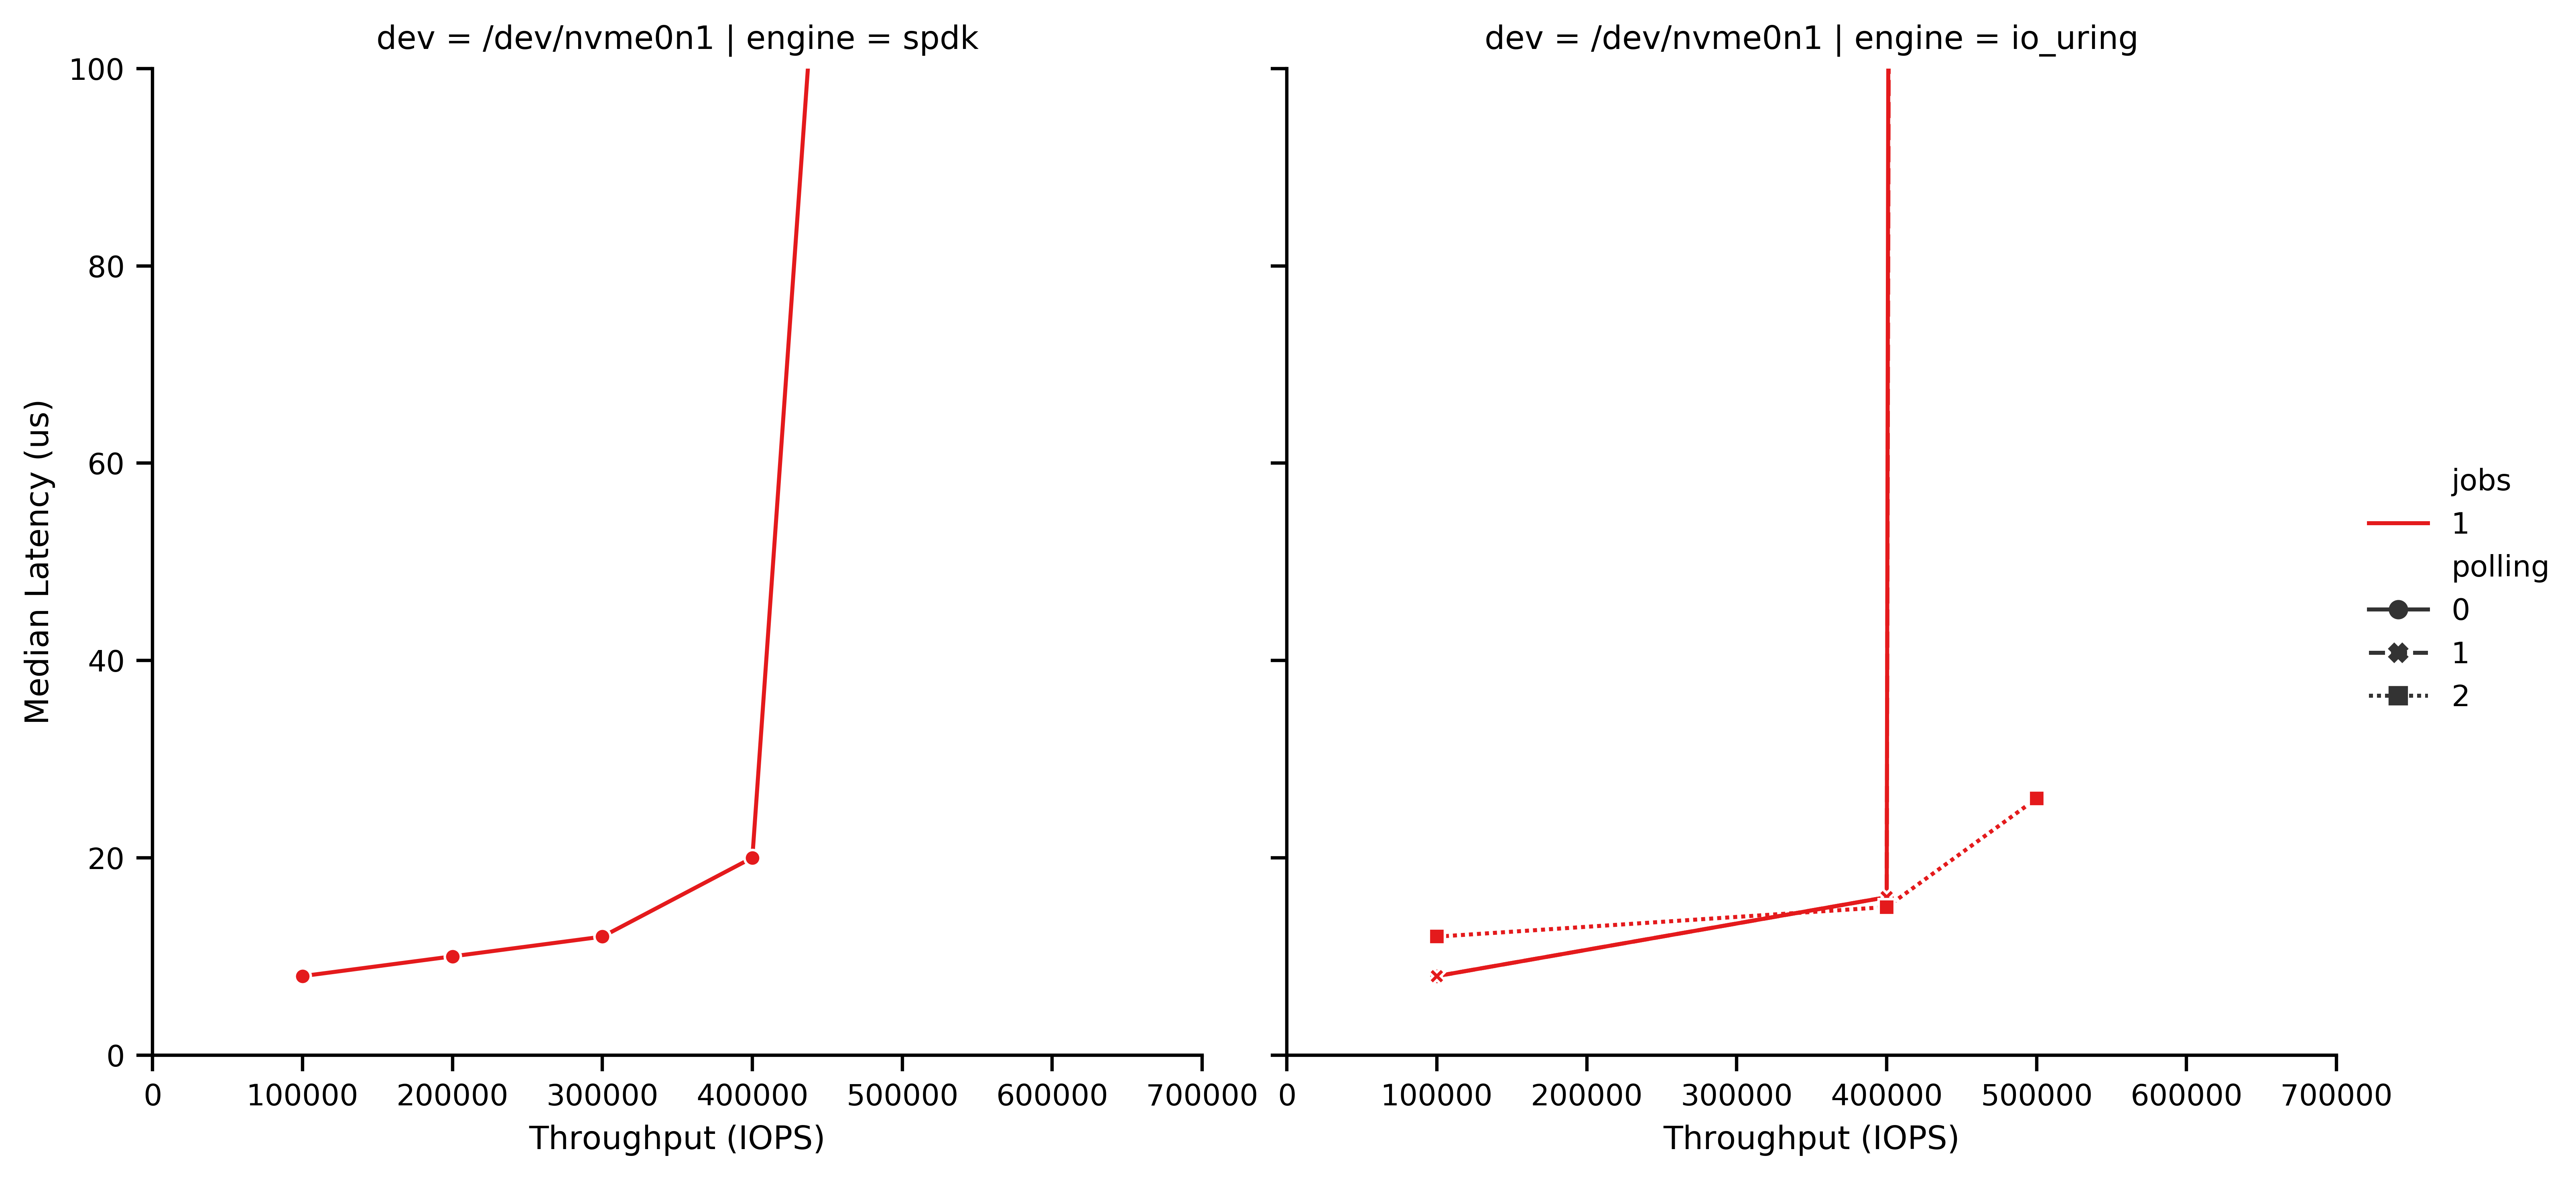 dev = /dev/nvme0n1 | engine = spdk
dev = /dev/nvme0n1 | engine = io_uring
100
80
60
40
20
0
Median Latency (us)
0 100000 200000 300000 400000 500000 600000 700000
Throughput (IOPS)
0 100000 200000 300000 400000 500000 600000 700000
Throughput (IOPS)
jobs
1
polling
0
1
2